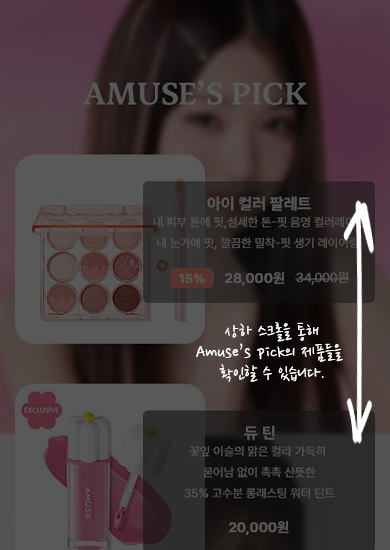 AMUSE'S PICK
아이 컬러 팔레트
내 피부 톤에 핏,섬세한 톤-핏 음영 컬러레이
내 눈가에 핏, 깔끔한 밀착-핏 생기 레이어링
15% 28,000원 34,000원
상하 스크롤을 통해
Amuse's pick의 제품들을
확인할 수 있습니다.
EXCLUSIVE
듀 틴
꽃잎 이슬의 맑은 컬러 가득히
묻어남 없이 촉촉 산뜻한
35% 고수분 롱래스팅 워터 틴트
AMUSE
20,000원